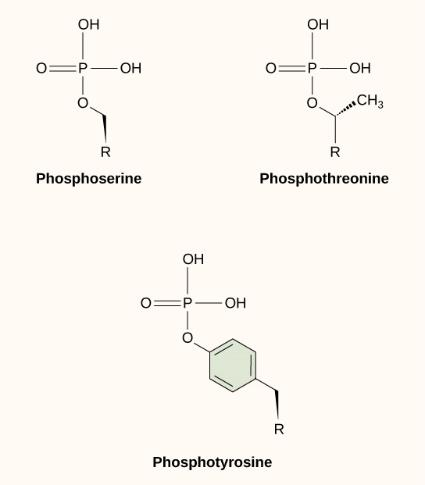 OH OH
O P OH O P OH
O O CH3
R R
Phosphoserine Phosphothreonine
OH
O P OH
O
R
Phosphotyrosine